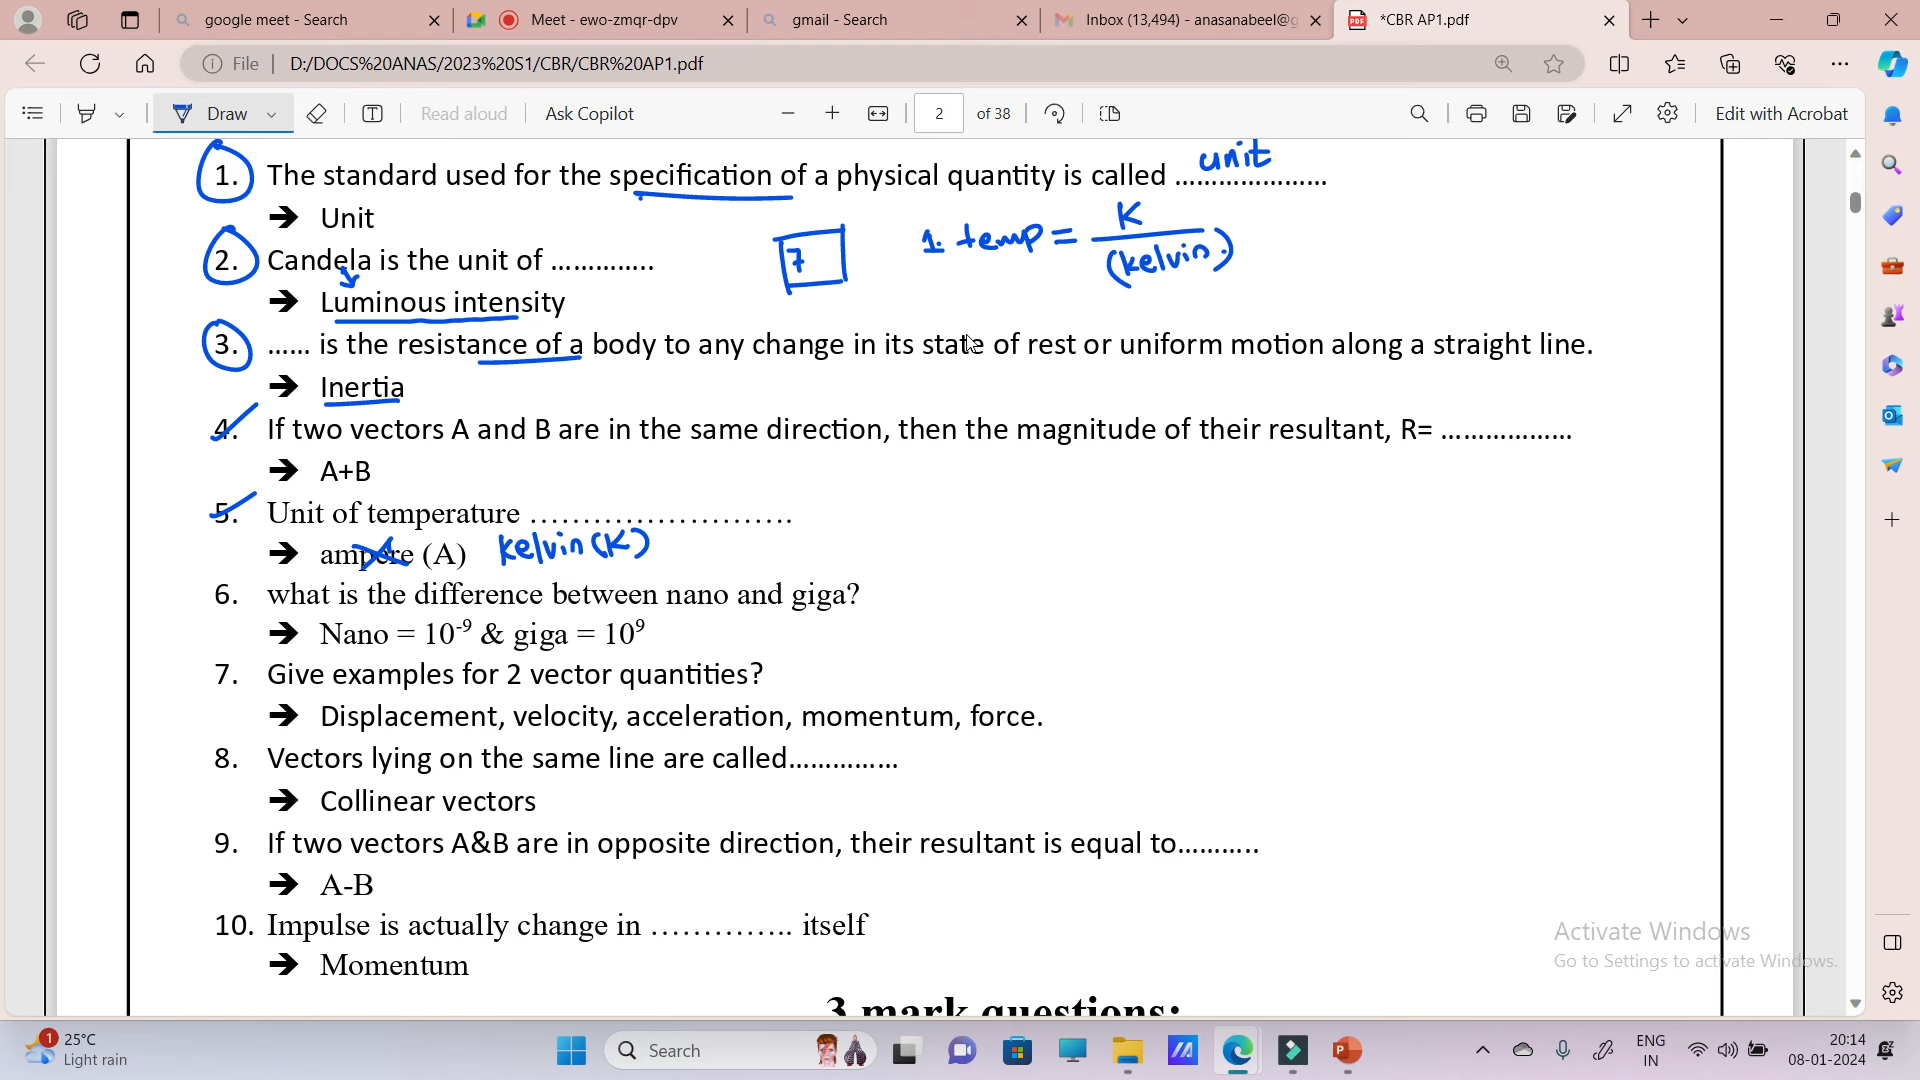 google meet - Search
Meet - ewo-zmqr-dpv
gmail - Search
Inbox (13,494) - anasanabeel@g
*CBR AP1.pdf
File
D:/DOCS%20ANAS/2023%20S1/CBR/CBR%20AP1.pdf
Draw
Read aloud
Ask Copilot
2
of 38
Edit with Acrobat
unit
1. The standard used for the specification of a physical quantity is called ......................
➔ Unit
1. temp = K
(kelvin)
7
2. Candela is the unit of ..............
➔ Luminous intensity
3. ...... is the resistance of a body to any change in its state of rest or uniform motion along a straight line.
➔ Inertia
4. If two vectors A and B are in the same direction, then the magnitude of their resultant, R= ...................
➔ A+B
5. Unit of temperature .........................
➔ ampere (A) kelvin (K)
6. what is the difference between nano and giga?
➔ Nano = 10⁻⁹ & giga = 10⁹
7. Give examples for 2 vector quantities?
➔ Displacement, velocity, acceleration, momentum, force.
8. Vectors lying on the same line are called...............
➔ Collinear vectors
9. If two vectors A&B are in opposite direction, their resultant is equal to...........
➔ A-B
10. Impulse is actually change in .............. itself
➔ Momentum
3 mark questions:
Activate Windows
Go to Settings to activate Windows.
1
25°C
Light rain
Search
ENG
IN
20:14
08-01-2024